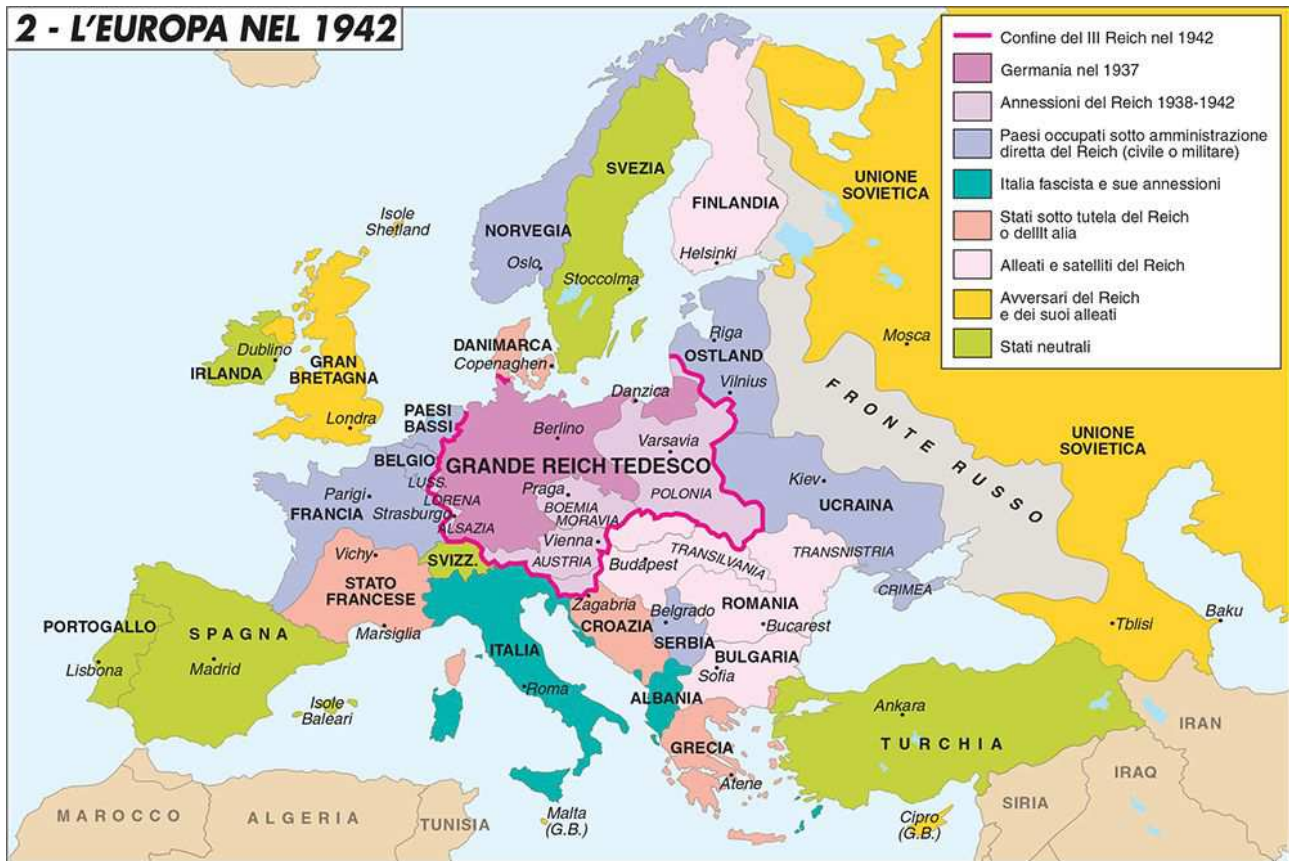 2 - L'EUROPA NEL 1942
Confine del III Reich nel 1942
Germania nel 1937
Annessioni del Reich 1938-1942
Paesi occupati sotto amministrazione
diretta del Reich (civile o militare)
Italia fascista e sue annessioni
Stati sotto tutela del Reich
o dellIt alia
Alleati e satelliti del Reich
Avversari del Reich
e dei suoi alleati
Stati neutrali
UNIONE
SOVIETICA
SVEZIA
FINLANDIA
Isole
Shetland
NORVEGIA
Oslo
Helsinki
Stoccolma
Mosca
Riga
OSTLAND
Vilnius
DANIMARCA
Copenaghen
Dublino
IRLANDA
GRAN
BRETAGNA
Londra
Danzica
PAESI
BASSI
Berlino
Varsavia
FRONTE RUSSO
UNIONE
SOVIETICA
BELGIO
LUSS.
GRANDE REICH TEDESCO
Praga
POLONIA
BOEMIA
MORAVIA
Kiev
UCRAINA
Parigi
LORENA
Strasburgo
FRANCIA
ALSAZIA
Vienna
AUSTRIA
TRANSILVANIA
TRANSNISTRIA
Budapest
Vichy
SVIZZ.
STATO
FRANCESE
CRIMEA
Zagabria
CROAZIA
Belgrado
SERBIA
ROMANIA
Bucarest
Baku
Tblisi
PORTOGALLO
SPAGNA
Marsiglia
ITALIA
BULGARIA
Sofia
Lisbona
Madrid
Roma
ALBANIA
Isole
Baleari
Ankara
TURCHIA
IRAN
GRECIA
Atene
IRAQ
SIRIA
MAROCCO
ALGERIA
TUNISIA
Malta
(G.B.)
Cipro
(G.B.)